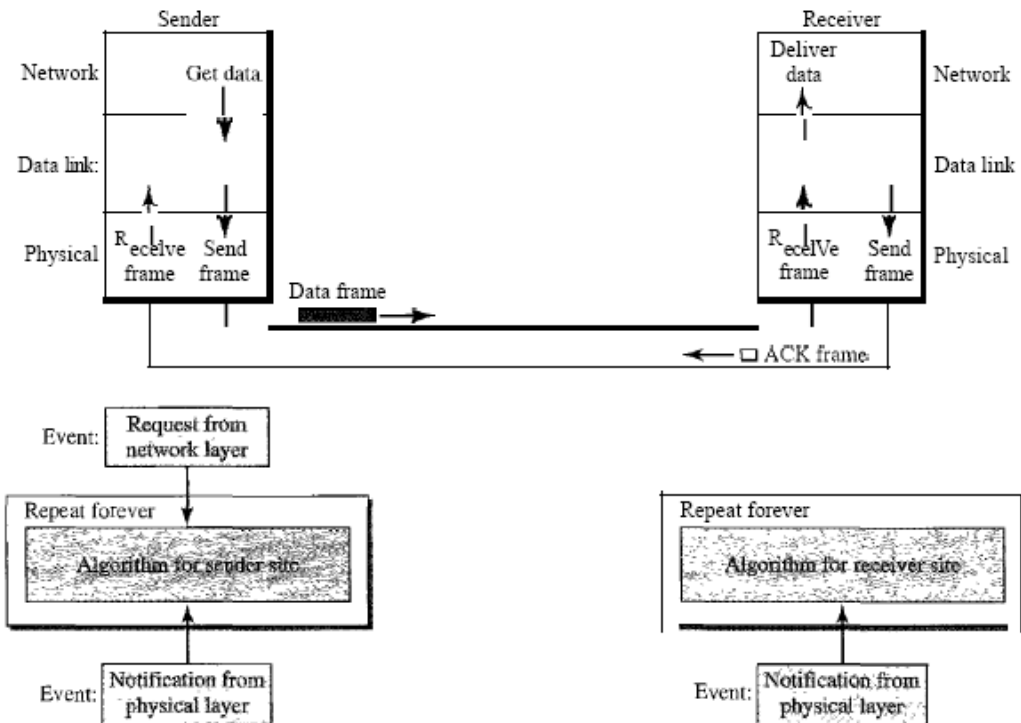 Sender
Receiver
Network
Get data
Deliver
data
Network
Data link:
Data link
Physical
Receelve
frame
Send
frame
ReceelVe
frame
Send
frame
Physical
Data frame
ACK frame
Event:
Request from
network layer
Repeat forever
Algorithm for sender site
Repeat forever
Algorithm for receiver site
Event:
Notification from
physical layer
Event:
Notification from
physical layer